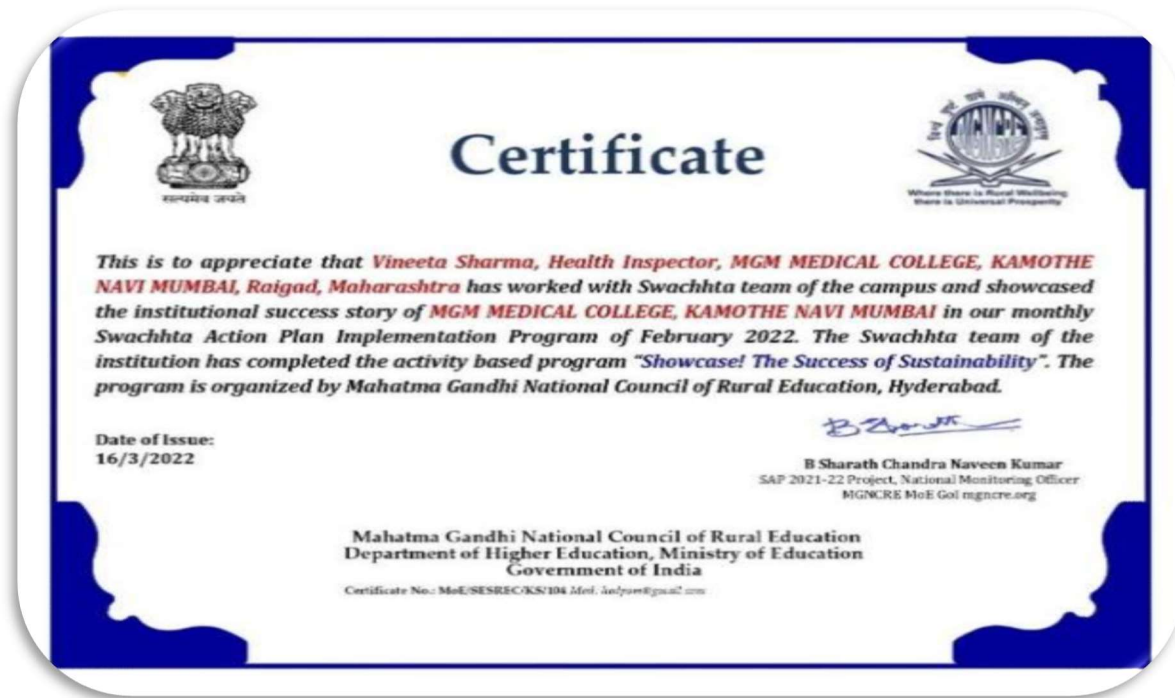 Certificate
सत्यमेव जयते
MGNCRE
Where there is Rural Wellbeing
there is Universal Prosperity
This is to appreciate that Vineeta Sharma, Health Inspector, MGM MEDICAL COLLEGE, KAMOTHE
NAVI MUMBAI, Raigad, Maharashtra has worked with Swachhta team of the campus and showcased
the institutional success story of MGM MEDICAL COLLEGE, KAMOTHE NAVI MUMBAI in our monthly
Swachhta Action Plan Implementation Program of February 2022. The Swachhta team of the
institution has completed the activity based program "Showcase! The Success of Sustainability". The
program is organized by Mahatma Gandhi National Council of Rural Education, Hyderabad.
Date of Issue:
16/3/2022
B Sharath Chandra Naveen Kumar
SAP 2021-22 Project, National Monitoring Officer
MGNCRE MoE GoI mgncre.org
Mahatma Gandhi National Council of Rural Education
Department of Higher Education, Ministry of Education
Government of India
Certificate No.: MoE/SESREC/KS/104